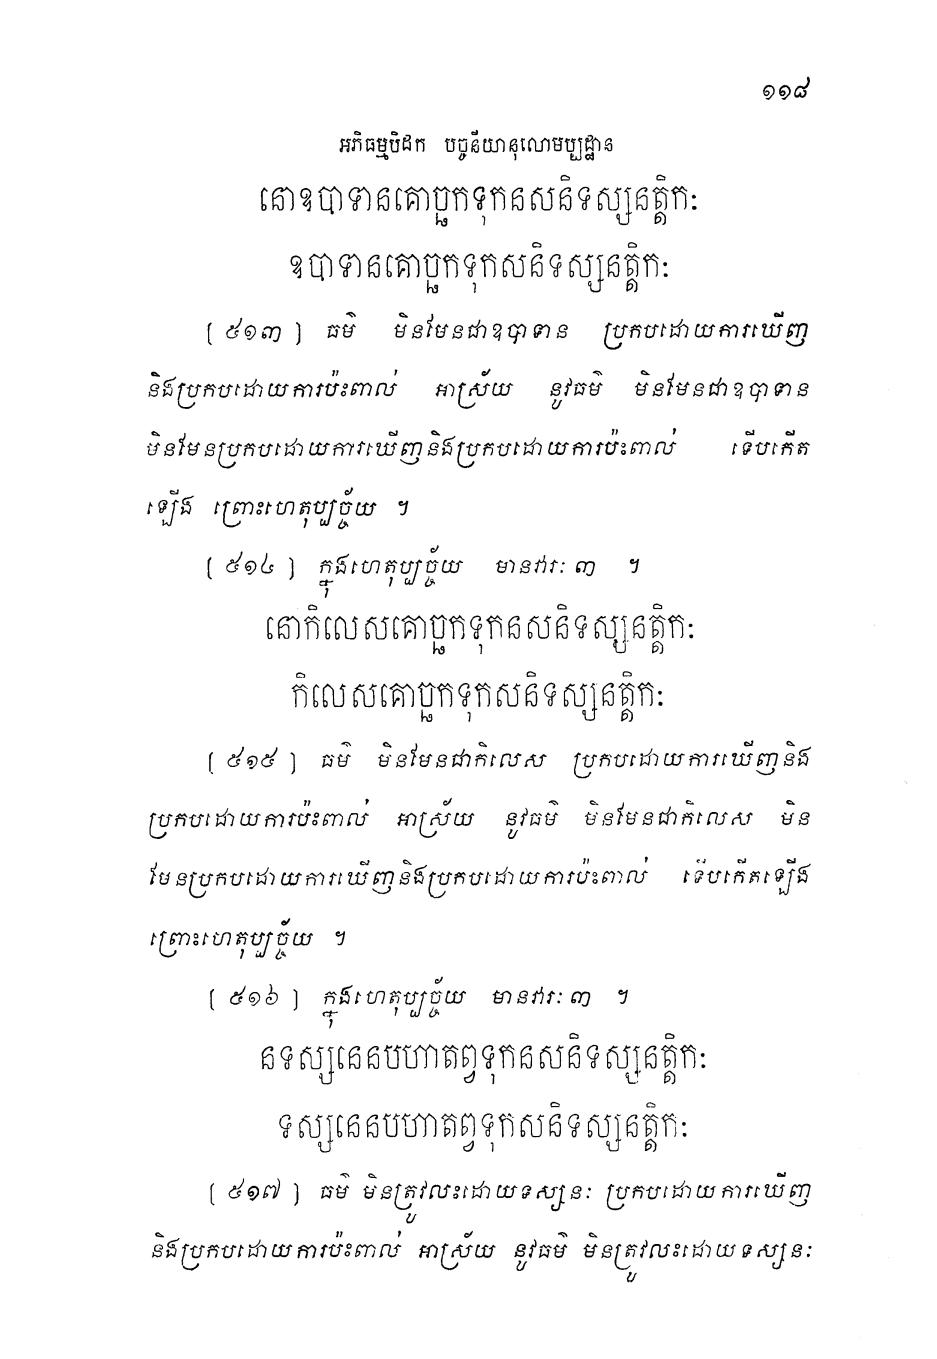 ១១៨
អភិធម្មបិដក បច្ចនីយានុលោមប្បដ្ឋាន
នោឧបាទានគោច្ឆកទុកនសនិទស្សនត្តិកៈ
ឧបាទានគោច្ឆកទុកសនិទស្សនត្តិកៈ
[ ៥១៣ ] ធម៌ មិនមែនជាឧបាទាន ប្រកបដោយការឃើញ
និងប្រកបដោយការប៉ះពាល់ អាស្រ័យ នូវធម៌ មិនមែនជាឧបាទាន
មិនមែនប្រកបដោយការឃើញនិងប្រកបដោយការប៉ះពាល់ ទើបកើត
ឡើង ព្រោះហេតុប្បច្ច័យ ។
[ ៥១៤ ] ក្នុងហេតុប្បច្ច័យ មានវារៈ ៣ ។
នោកិលេសគោច្ឆកទុកនសនិទស្សនត្តិកៈ
កិលេសគោច្ឆកទុកសនិទស្សនត្តិកៈ
[ ៥១៥ ] ធម៌ មិនមែនជាកិលេស ប្រកបដោយការឃើញនិង
ប្រកបដោយការប៉ះពាល់ អាស្រ័យ នូវធម៌ មិនមែនជាកិលេស មិន
មែនប្រកបដោយការឃើញនិងប្រកបដោយការប៉ះពាល់ ទើបកើតឡើង
ព្រោះហេតុប្បច្ច័យ ។
[ ៥១៦ ] ក្នុងហេតុប្បច្ច័យ មានវារៈ ៣ ។
នទស្សនេនបហាតព្វទុកនសនិទស្សនត្តិកៈ
ទស្សនេនបហាតព្វទុកសនិទស្សនត្តិកៈ
[ ៥១៧ ] ធម៌ មិនត្រូវលះដោយទស្សនៈ ប្រកបដោយការឃើញ
និងប្រកបដោយការប៉ះពាល់ អាស្រ័យ នូវធម៌ មិនត្រូវលះដោយទស្សនៈ